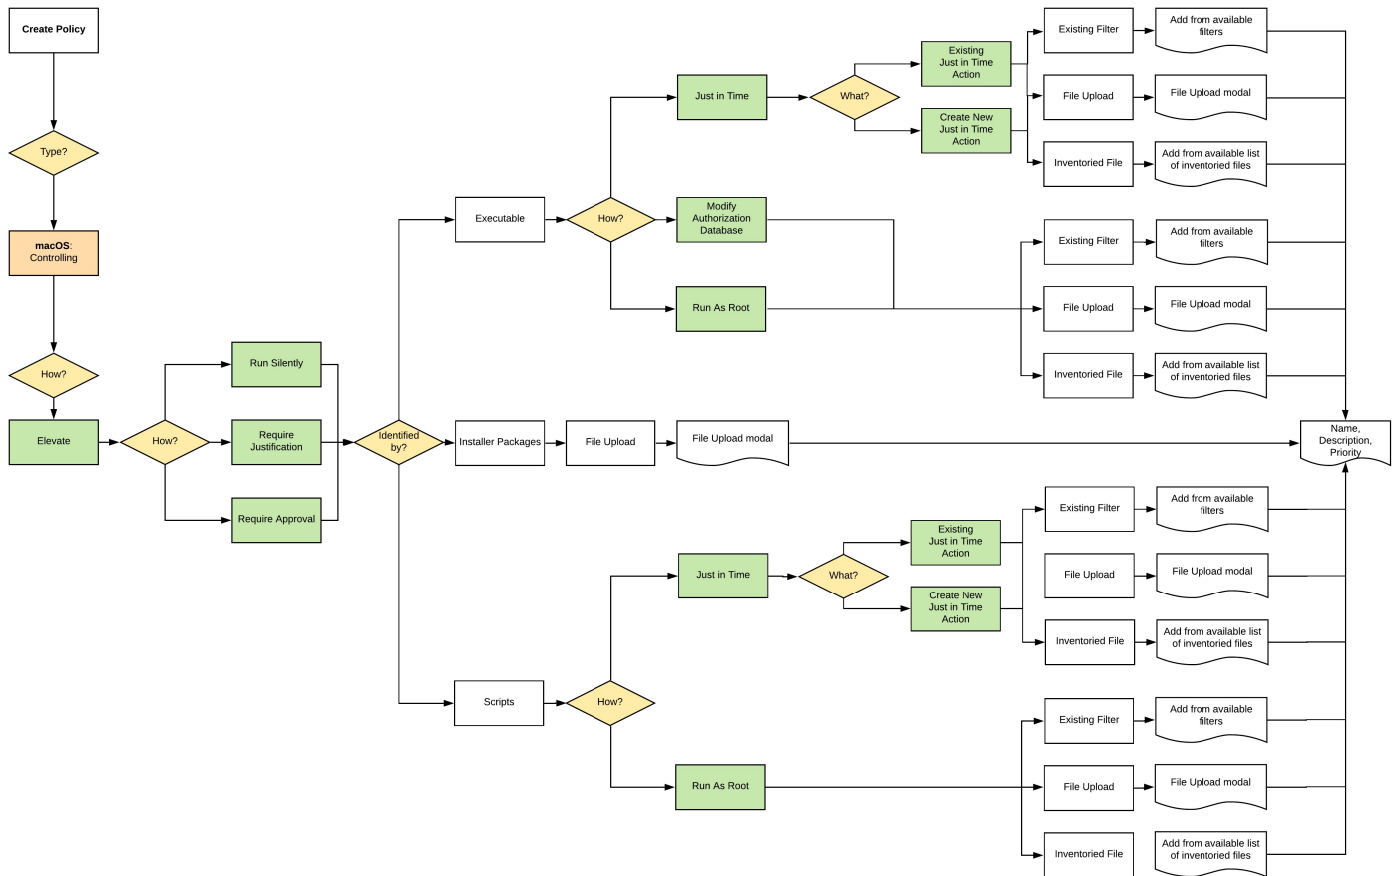 Create Policy
Type?
macOS:
Controlling
How?
Elevate
How?
Run Silently
Require
Justification
Require Approval
Identified
by?
Executable
How?
Just in Time
What?
Existing
Just in Time
Action
Create New
Just in Time
Action
Existing Filter
Add from available
filters
File Upload
File Upload modal
Inventoried File
Add from available list
of inventoried files
Modify
Authorization
Database
Run As Root
Existing Filter
Add from available
filters
File Upload
File Upload modal
Inventoried File
Add from available list
of inventoried files
Installer Packages
File Upload
File Upload modal
Name,
Description,
Priority
Scripts
How?
Just in Time
What?
Existing
Just in Time
Action
Create New
Just in Time
Action
Existing Filter
Add from available
filters
File Upload
File Upload modal
Inventoried File
Add from available list
of inventoried files
Run As Root
Existing Filter
Add from available
filters
File Upload
File Upload modal
Inventoried File
Add from available list
of inventoried files